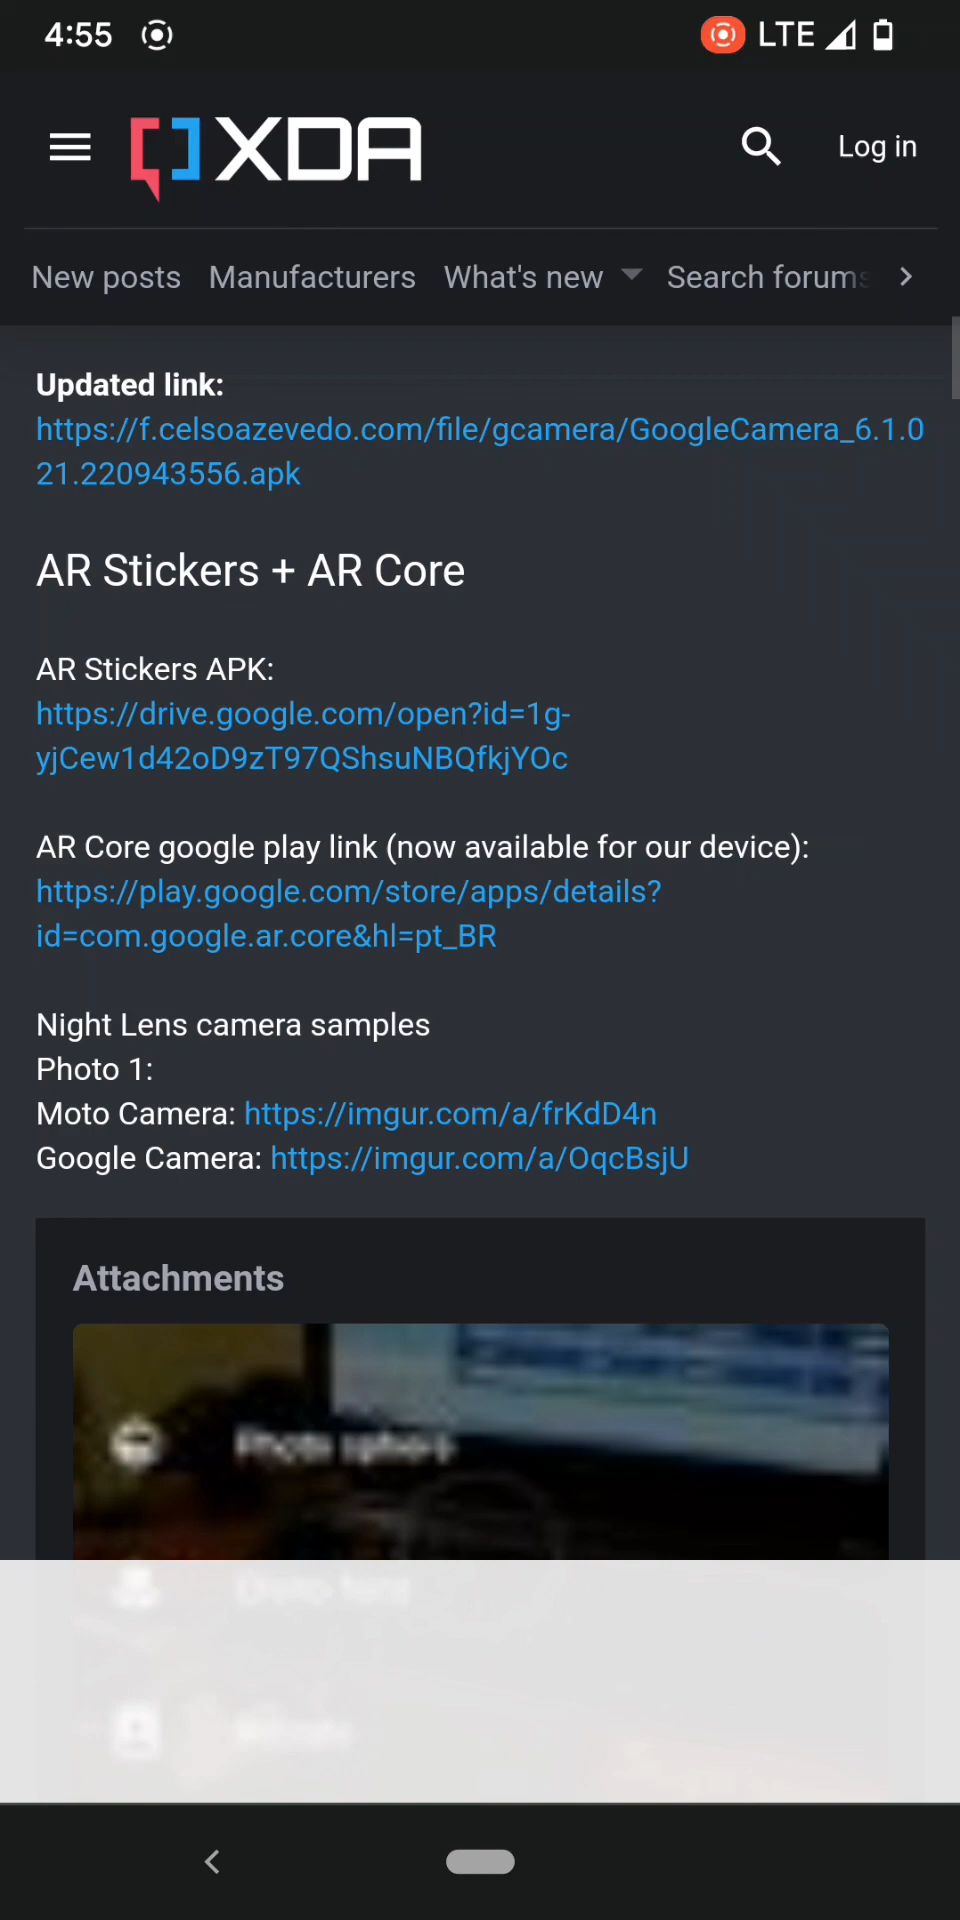 4:55 LTE
XDA Log in
New posts Manufacturers What's new Search forums
Updated link:
https://f.celsoazevedo.com/file/gcamera/GoogleCamera_6.1.0
21.220943556.apk
AR Stickers + AR Core
AR Stickers APK:
https://drive.google.com/open?id=1g-
yjCew1d42oD9zT97QShsuNBQfkjYOc
AR Core google play link (now available for our device):
https://play.google.com/store/apps/details?
id=com.google.ar.core&hl=pt_BR
Night Lens camera samples
Photo 1:
Moto Camera: https://imgur.com/a/frKdD4n
Google Camera: https://imgur.com/a/OqcBsjU
Attachments
Photo sphere